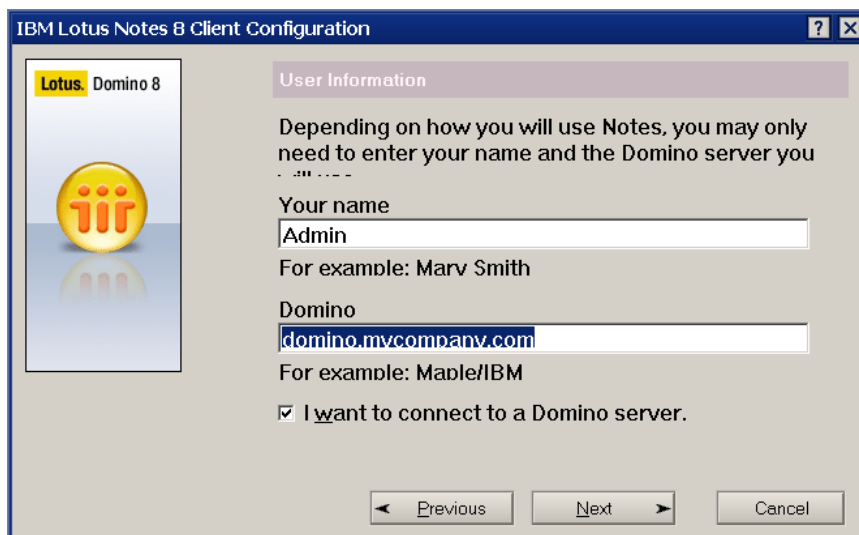 IBM Lotus Notes 8 Client Configuration
?
Lotus. Domino 8
User Information
Depending on how you will use Notes, you may only
need to enter your name and the Domino server you
Your name
Admin
For example: Mary Smith
Domino
domino.mycompany.com
For example: Maple/IBM
I want to connect to a Domino server.
Previous
Next
Cancel